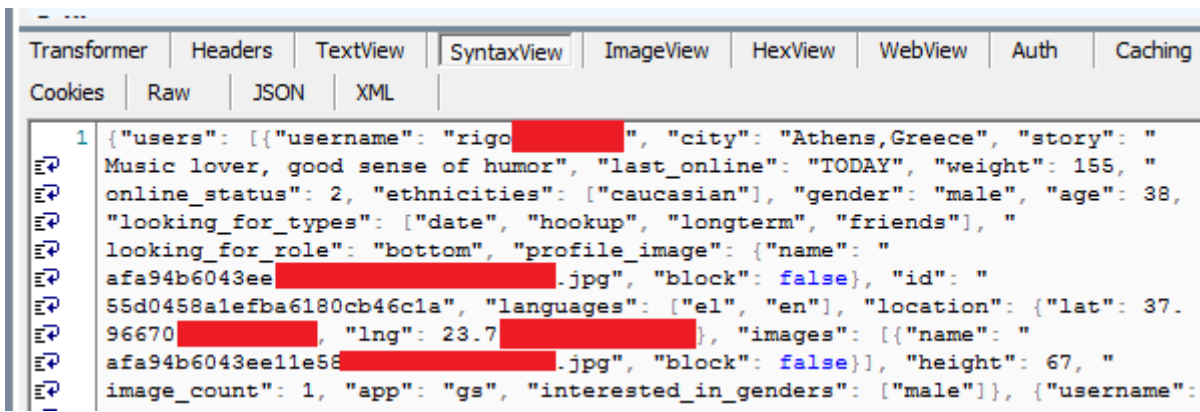 Transformer Headers TextView SyntaxView ImageView HexView WebView Auth Caching
Cookies Raw JSON XML
1 {"users": [{"username": "rigo ", "city": "Athens,Greece", "story": "
Music lover, good sense of humor", "last_online": "TODAY", "weight": 155, "
online_status": 2, "ethnicities": ["caucasian"], "gender": "male", "age": 38,
"looking_for_types": ["date", "hookup", "longterm", "friends"], "
looking_for_role": "bottom", "profile_image": {"name": "
afa94b6043ee .jpg", "block": false}, "id": "
55d0458a1efba6180cb46c1a", "languages": ["el", "en"], "location": {"lat": 37.
96670 , "lng": 23.7 }, "images": [{"name": "
afa94b6043ee11e58 .jpg", "block": false}], "height": 67, "
image_count": 1, "app": "gs", "interested_in_genders": ["male"]}, {"username":